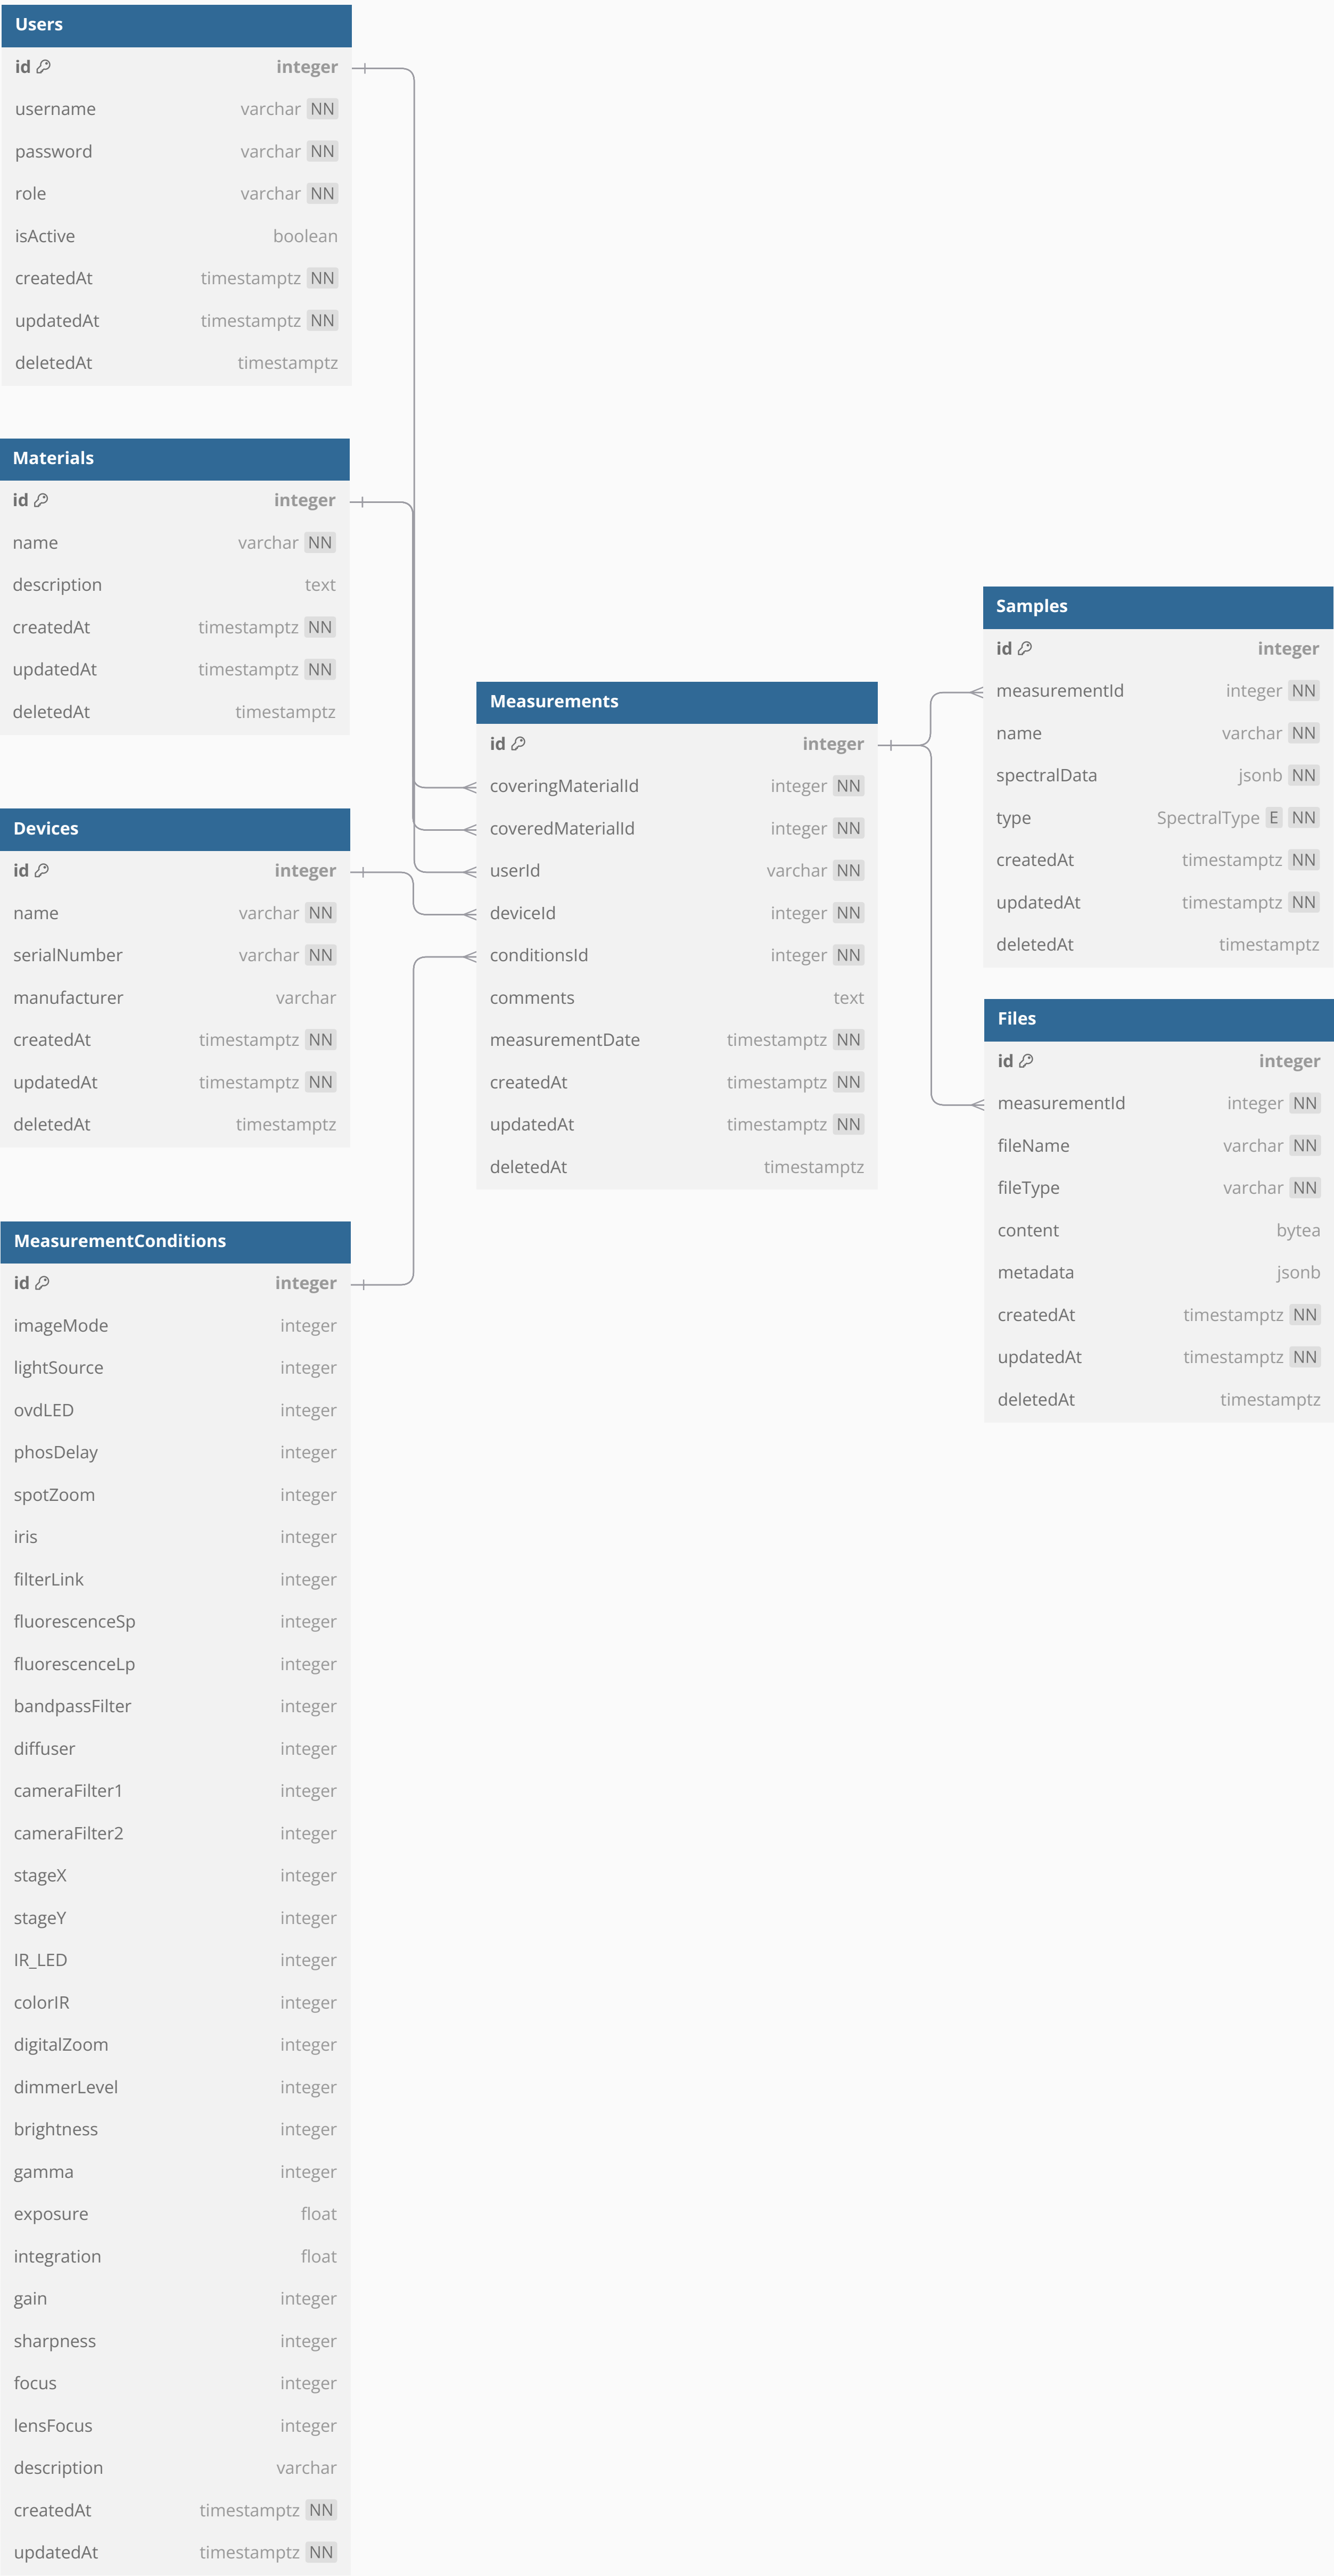 Users
id integer
username varchar NN
password varchar NN
role varchar NN
isActive boolean
createdAt timestamptz NN
updatedAt timestamptz NN
deletedAt timestamptz
Materials
id integer
name varchar NN
description text
createdAt timestamptz NN
updatedAt timestamptz NN
deletedAt timestamptz
Devices
id integer
name varchar NN
serialNumber varchar NN
manufacturer varchar
createdAt timestamptz NN
updatedAt timestamptz NN
deletedAt timestamptz
MeasurementConditions
id integer
imageMode integer
lightSource integer
ovdLED integer
phosDelay integer
spotZoom integer
iris integer
filterLink integer
fluorescenceSp integer
fluorescenceLp integer
bandpassFilter integer
diffuser integer
cameraFilter1 integer
cameraFilter2 integer
stageX integer
stageY integer
IR_LED integer
colorIR integer
digitalZoom integer
dimmerLevel integer
brightness integer
gamma integer
exposure float
integration float
gain integer
sharpness integer
focus integer
lensFocus integer
description varchar
createdAt timestamptz NN
updatedAt timestamptz NN
Measurements
id integer
coveringMaterialId integer NN
coveredMaterialId integer NN
userId varchar NN
deviceId integer NN
conditionsId integer NN
comments text
measurementDate timestamptz NN
createdAt timestamptz NN
updatedAt timestamptz NN
deletedAt timestamptz
Samples
id integer
measurementId integer NN
name varchar NN
spectralData jsonb NN
type SpectralType E NN
createdAt timestamptz NN
updatedAt timestamptz NN
deletedAt timestamptz
Files
id integer
measurementId integer NN
fileName varchar NN
fileType varchar NN
content bytea
metadata jsonb
createdAt timestamptz NN
updatedAt timestamptz NN
deletedAt timestamptz